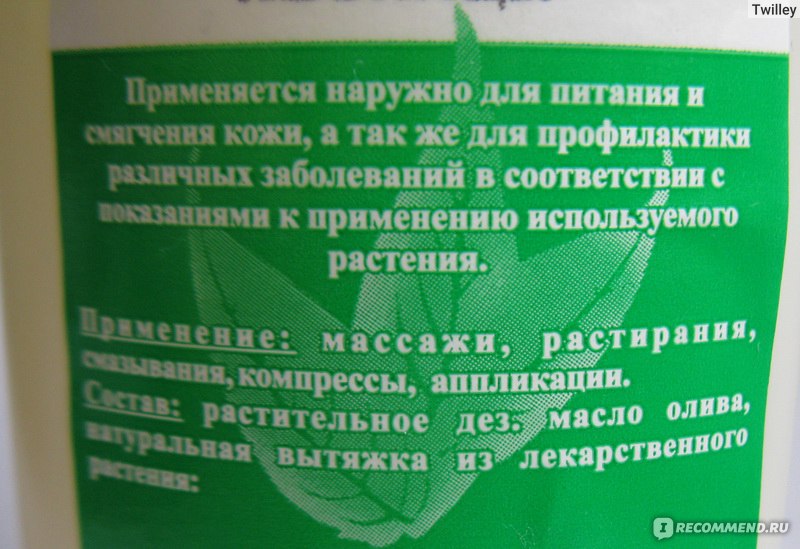 Twilley
Применяется наружно для питания и
смягчения кожи, а так же для профилактики
различных заболеваний в соответствии с
показаниями к применению используемого
растения.
Применение: массажи, растирания,
смазывания, компрессы, аппликации.
Состав: растительное дез. масло олива,
натуральная вытяжка из лекарственного
растения:
I RECOMMEND.RU